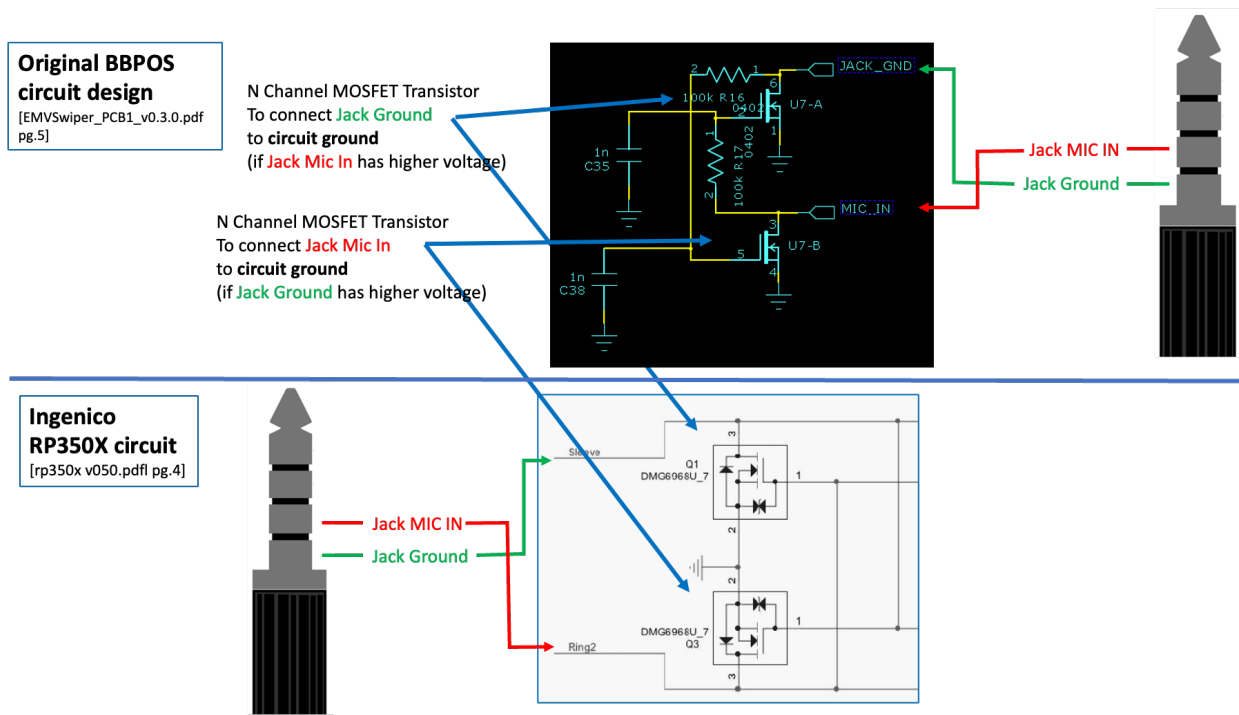 Original BBPOS
circuit design
[EMVSwiper_PCB1_v0.3.0.pdf
pg.5]
N Channel MOSFET Transistor
To connect Jack Ground
to circuit ground
(if Jack Mic In has higher voltage)
N Channel MOSFET Transistor
To connect Jack Mic In
to circuit ground
(if Jack Ground has higher voltage)
2
1
JACK_GND
6
100k R16
0402
2
U7-A
1
1n
C35
1
100k R17
0402
2
MIC_IN
3
U7-B
5
4
1n
C38
Jack MIC IN
Jack Ground
Ingenico
RP350X circuit
[rp350x v050.pdfl pg.4]
Jack MIC IN
Jack Ground
Sleeve
3
Q1
DMG6968U_7
1
2
2
DMG6968U_7
Q3
1
Ring2
3